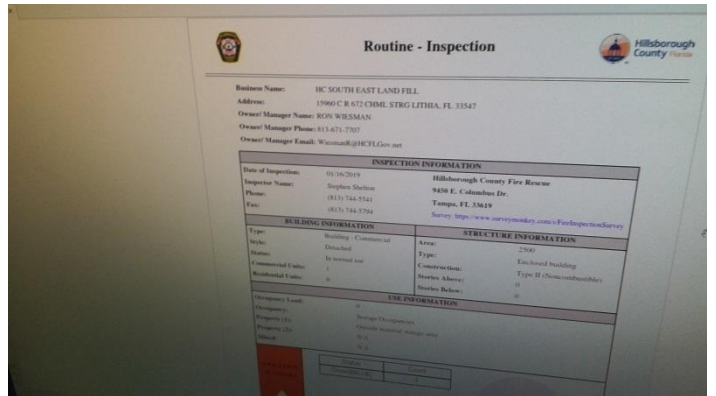 Routine - Inspection
Hillsborough
County Florida
Business Name: HC SOUTH EAST LAND FILL
Address: 15960 C R 672 CHML STRG LITHIA, FL 33547
Owner/ Manager Name: RON WIESMAN
Owner/ Manager Phone: 813-671-7707
Owner/ Manager Email: WiesmanR@HCFLGov.net
INSPECTION INFORMATION
Date of Inspection: 01/16/2019 Hillsborough County Fire Rescue
Inspector Name: Stephen Shelton 9450 E. Columbus Dr.
Phone: (813) 744-5541 Tampa, FL 33619
Fax: (813) 744-5794 Survey: https://www.surveymonkey.com/s/FireInspectionSurvey
BUILDING INFORMATION STRUCTURE INFORMATION
Type: Building - Commercial Area: 2500
Style: Detached Type: Enclosed building
Status: In normal use Construction: Type II (Noncombustible)
Commercial Units: 1 Stories Above: 0
Residential Units: 0 Stories Below: 0
USE INFORMATION
Occupancy Load: 0
Occupancy: Storage Occupancies
Property (1): Outside material storage area
Property (2): N/A
Mixed: N/A
Status Count